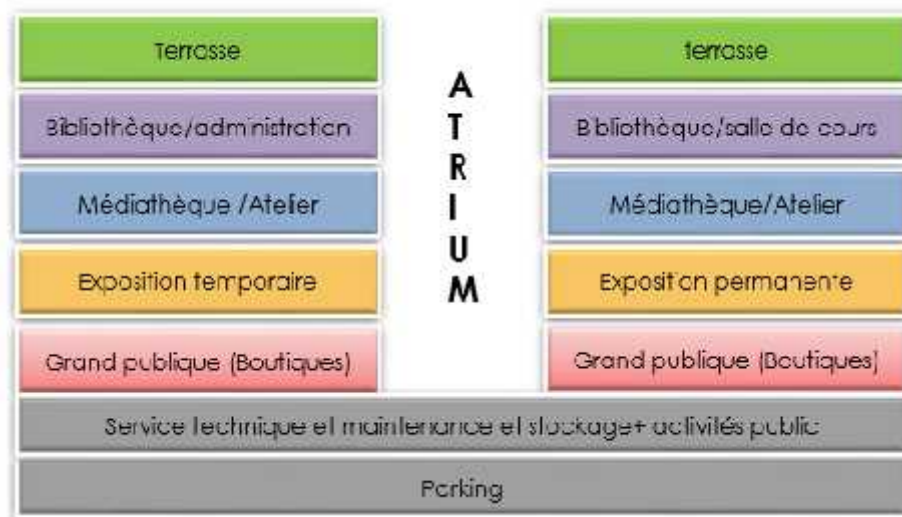 Terrasse
terrasse
Bibliothèque/administration
Bibliothèque/salle de cours
Médiathèque /Atelier
Médiathèque/Atelier
Exposition temporaire
Exposition permanente
Grand publique (Boutiques)
Grand publique (Boutiques)
ATRIUM
Service technique et maintenance et stockage+ activités public
Parking